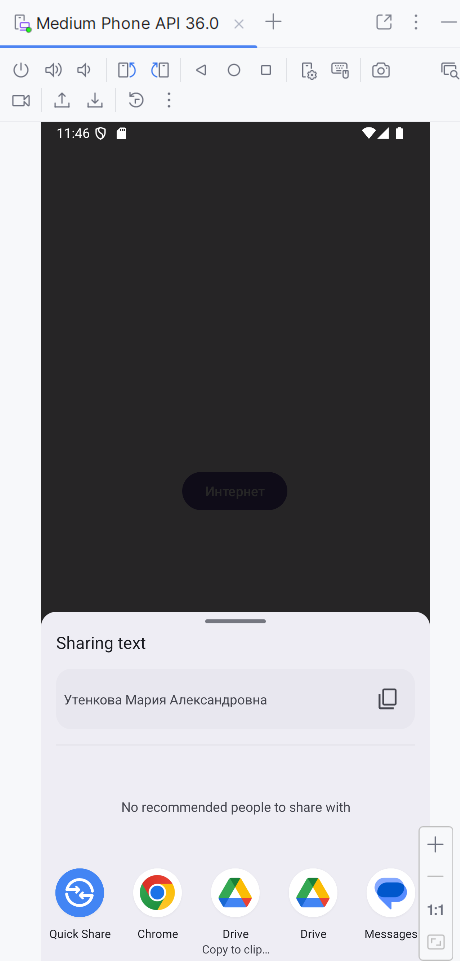 Medium Phone API 36.0
11:46
Интернет
Sharing text
Утенкова Мария Александровна
No recommended people to share with
Quick Share
Chrome
Drive
Copy to clip...
Drive
Messages
1:1